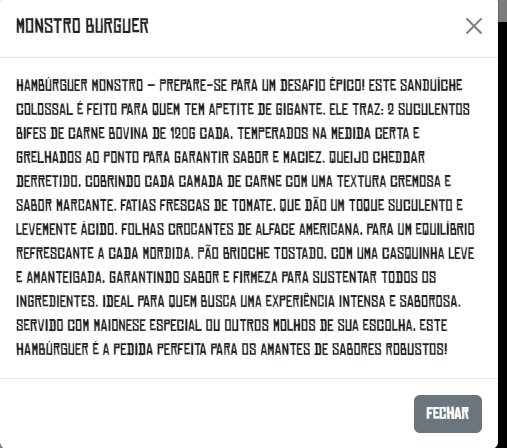 MONSTRO BURGUER
HAMBÚRGUER MONSTRO – PREPARE-SE PARA UM DESAFIO ÉPICO! ESTE SANDUÍCHE
COLOSSAL É FEITO PARA QUEM TEM APETITE DE GIGANTE. ELE TRAZ: 2 SUCULENTOS
BIFES DE CARNE BOVINA DE 120G CADA, TEMPERADOS NA MEDIDA CERTA E
GRELHADOS AO PONTO PARA GARANTIR SABOR E MACIEZ. QUEIJO CHEDDAR
DERRETIDO, COBRINDO CADA CAMADA DE CARNE COM UMA TEXTURA CREMOSA E
SABOR MARCANTE. FATIAS FRESCAS DE TOMATE, QUE DÃO UM TOQUE SUCULENTO E
LEVEMENTE ÁCIDO. FOLHAS CROCANTES DE ALFACE AMERICANA, PARA UM EQUILÍBRIO
REFRESCANTE A CADA MORDIDA. PÃO BRIOCHE TOSTADO, COM UMA CASQUINHA LEVE
E AMANTEIGADA, GARANTINDO SABOR E FIRMEZA PARA SUSTENTAR TODOS OS
INGREDIENTES. IDEAL PARA QUEM BUSCA UMA EXPERIÊNCIA INTENSA E SABOROSA.
SERVIDO COM MAIONESE ESPECIAL OU OUTROS MOLHOS DE SUA ESCOLHA, ESTE
HAMBÚRGUER É A PEDIDA PERFEITA PARA OS AMANTES DE SABORES ROBUSTOS!
FECHAR